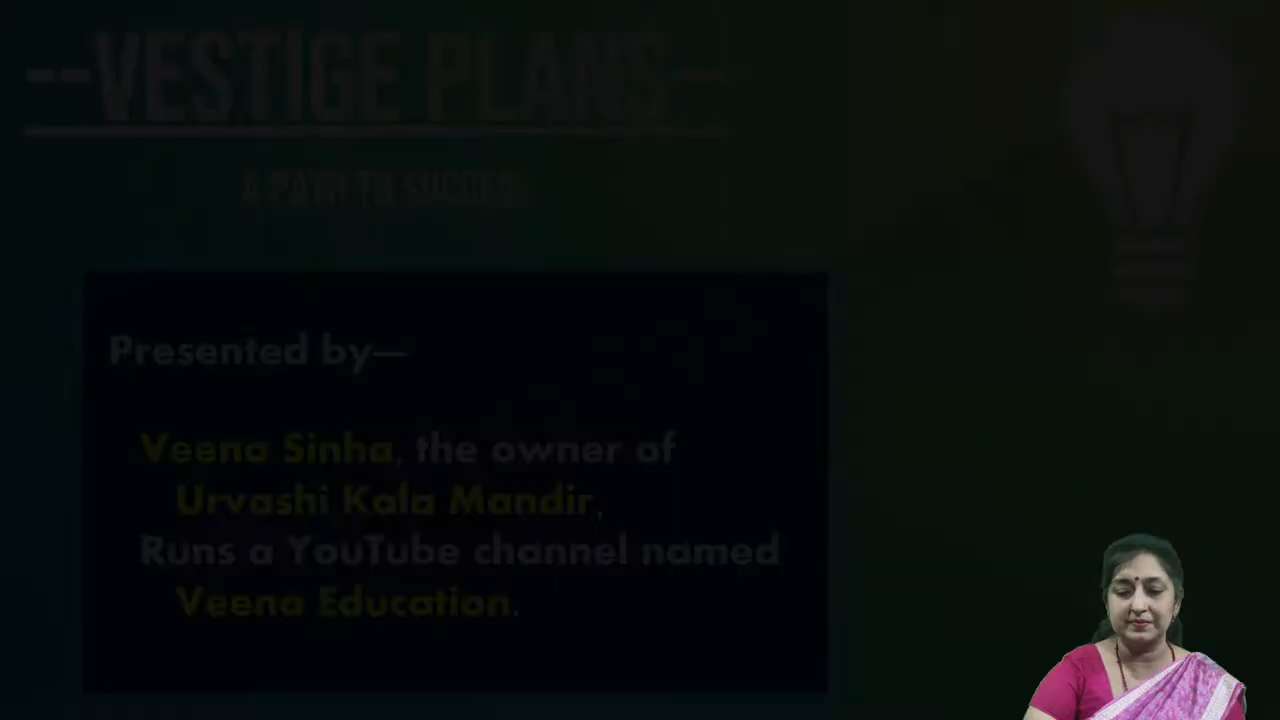 --VESTIGE PLANS--
A PATH TO SUCCESS
Presented by—
Veena Sinha, the owner of
Urvashi Kala Mandir,
Runs a YouTube channel named
Veena Education.